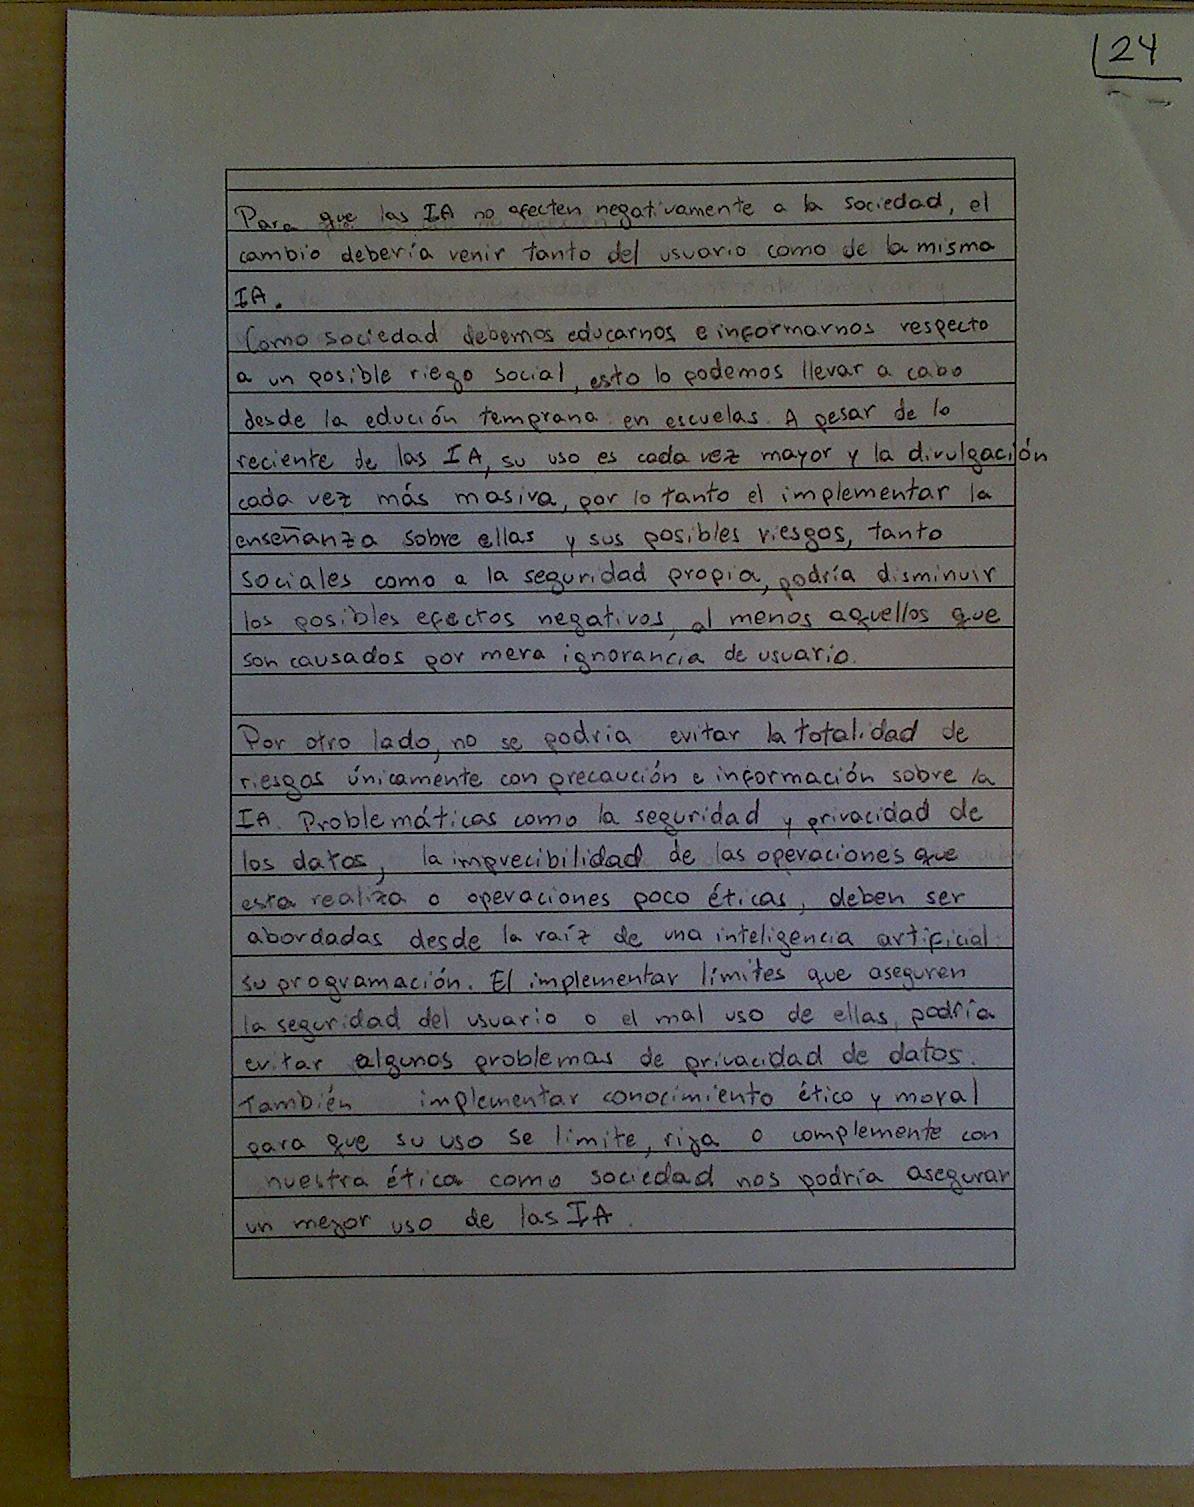 24
Para que las IA no afecten negativamente a la sociedad, el
cambio debería venir tanto del usuario como de la misma
IA.
Como sociedad debemos educarnos e informarnos respecto
a un posible riego social, esto lo podemos llevar a cabo
desde la edución temprana en escuelas. A pesar de lo
reciente de las IA, su uso es cada vez mayor y la divulgación
cada vez más masiva, por lo tanto el implementar la
enseñanza sobre ellas y sus posibles riesgos, tanto
sociales como a la seguridad propia, podría disminuir
los posibles efectos negativos, al menos aquellos que
son causados por mera ignorancia de usuario.
Por otro lado, no se podria evitar la totalidad de
riesgos únicamente con precaución e información sobre la
IA. Problemáticas como la seguridad y privacidad de
los datos, la imprecibilidad de las operaciones que
esta realiza o operaciones poco éticas, deben ser
abordadas desde la raíz de una inteligencia artificial:
su programación. El implementar límites que aseguren
la seguridad del usuario o el mal uso de ellas, podría
evitar algunos problemas de privacidad de datos.
También implementar conocimiento ético y moral
para que su uso se limite, rija o complemente con
nuestra ética como sociedad nos podría asegurar
un mejor uso de las IA.